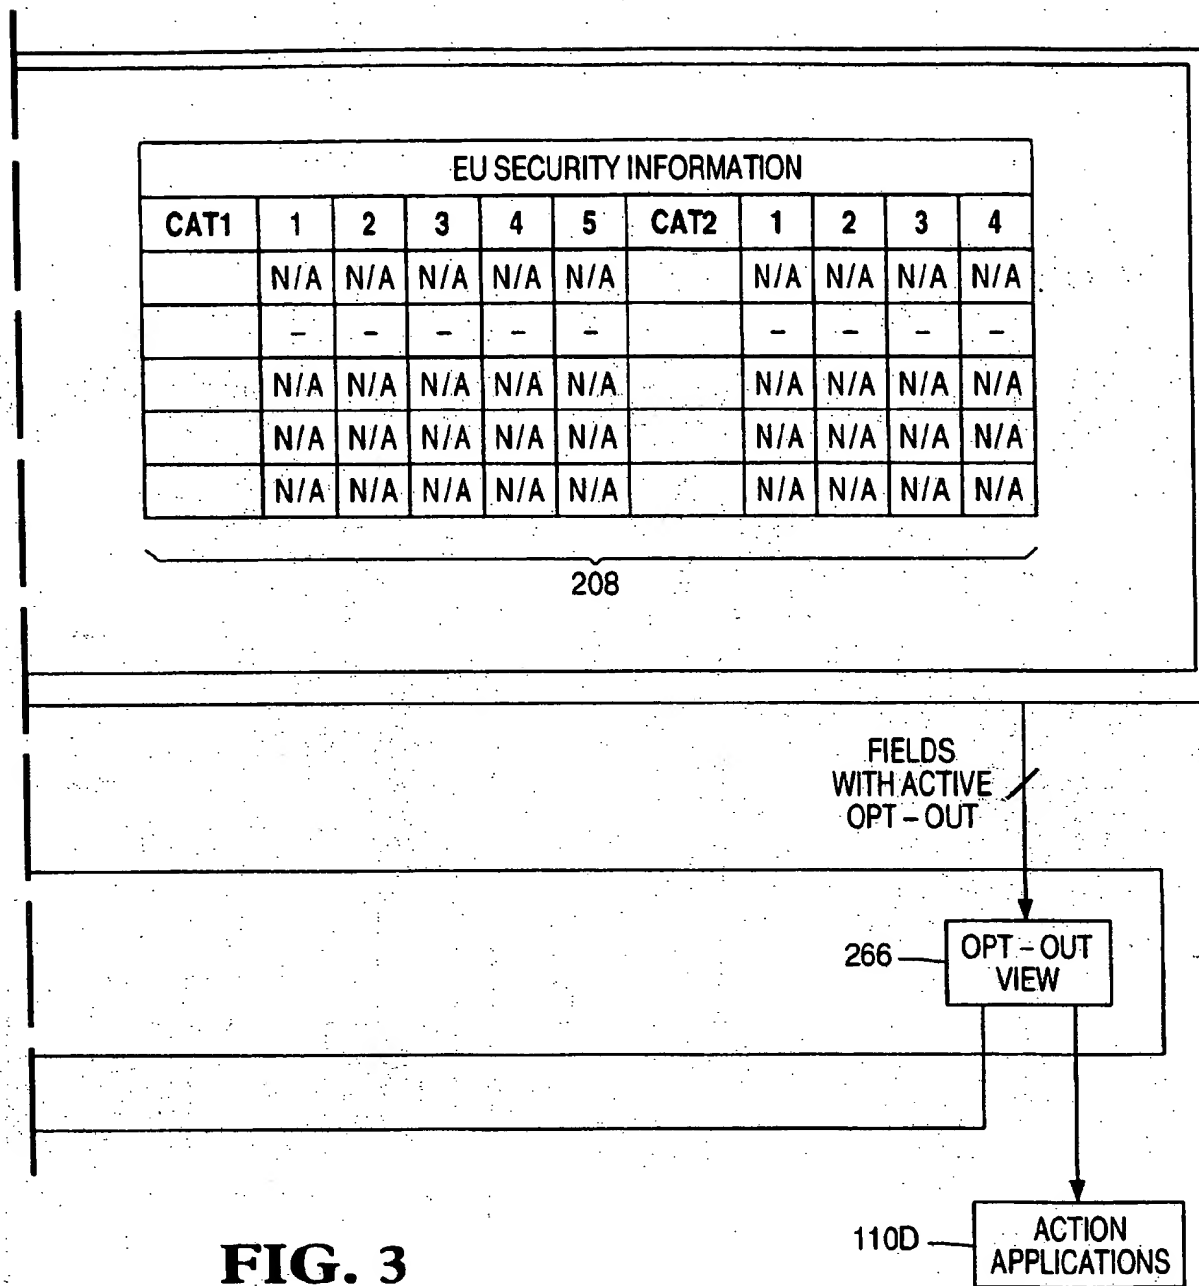 EU SECURITY INFORMATION
CAT1 1 2 3 4 5 CAT2 1 2 3 4
N/A N/A N/A N/A N/A N/A N/A N/A N/A
– – – – – – – – –
N/A N/A N/A N/A N/A N/A N/A N/A N/A
N/A N/A N/A N/A N/A N/A N/A N/A N/A
N/A N/A N/A N/A N/A N/A N/A N/A N/A
208
FIELDS
WITH ACTIVE
OPT – OUT
266
OPT – OUT
VIEW
110D
ACTION
APPLICATIONS
FIG. 3